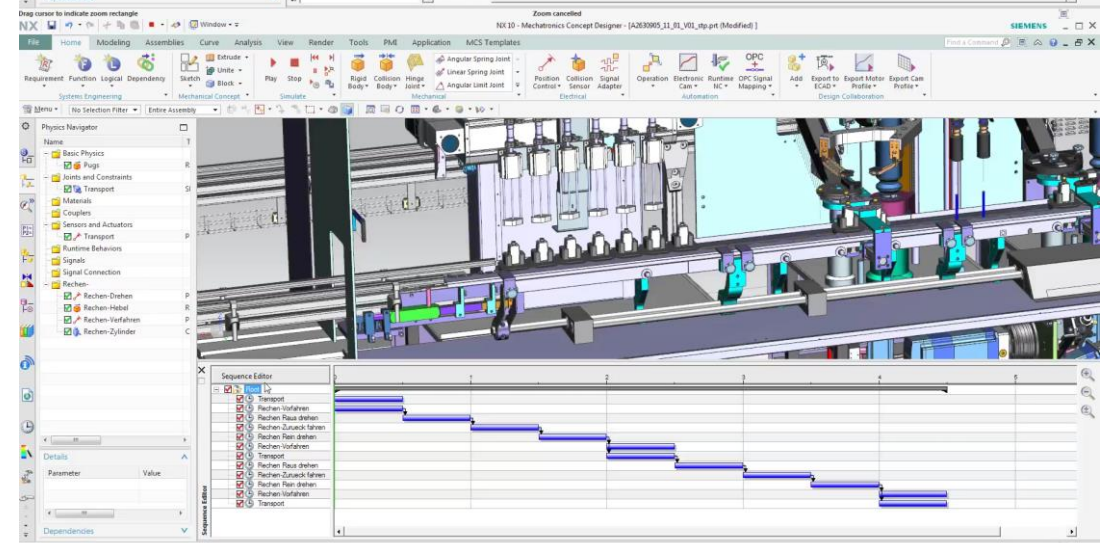 Drag cursor to indicate zoom rectangle
Zoom cancelled
NX
Window
NX 10 - Mechatronics Concept Designer - [A2630905_11_01_V01_stp.prt (Modified) ]
SIEMENS
File Home Modeling Assemblies Curve Analysis View Render Tools PMI Application MCS Templates
Find a Command
Requirement Function Logical Dependency
Systems Engineering
Sketch
Extrude
Unite
Block
Mechanical Concept
Play Stop
Simulate
Rigid Body Collision Body Hinge Joint
Angular Spring Joint
Linear Spring Joint
Angular Limit Joint
Mechanical
Position Control Collision Sensor Signal Adapter
Electrical
Operation Electronic Cam Runtime NC OPC Signal Mapping
OPC
Automation
Add Export to ECAD Export Motor Profile Export Cam Profile
Design Collaboration
Menu No Selection Filter Entire Assembly
Physics Navigator
Name T
Basic Physics
Pugs R
Joints and Constraints
Transport Sl
Materials
Couplers
Sensors and Actuators
Transport P
Runtime Behaviors
Signals
Signal Connection
Rechen-
Rechen-Drehen P
Rechen-Hebel R
Rechen-Verfahren P
Rechen-Zylinder C
Details
Parameter Value
Dependencies
Sequence Editor
Sequence Editor
1 2 3 4 5
Root
Transport
Rechen-Vorfahren
Rechen Raus drehen
Rechen-Zurueck fahren
Rechen Rein drehen
Rechen-Vorfahren
Transport
Rechen Raus drehen
Rechen-Zurueck fahren
Rechen Rein drehen
Rechen-Vorfahren
Transport